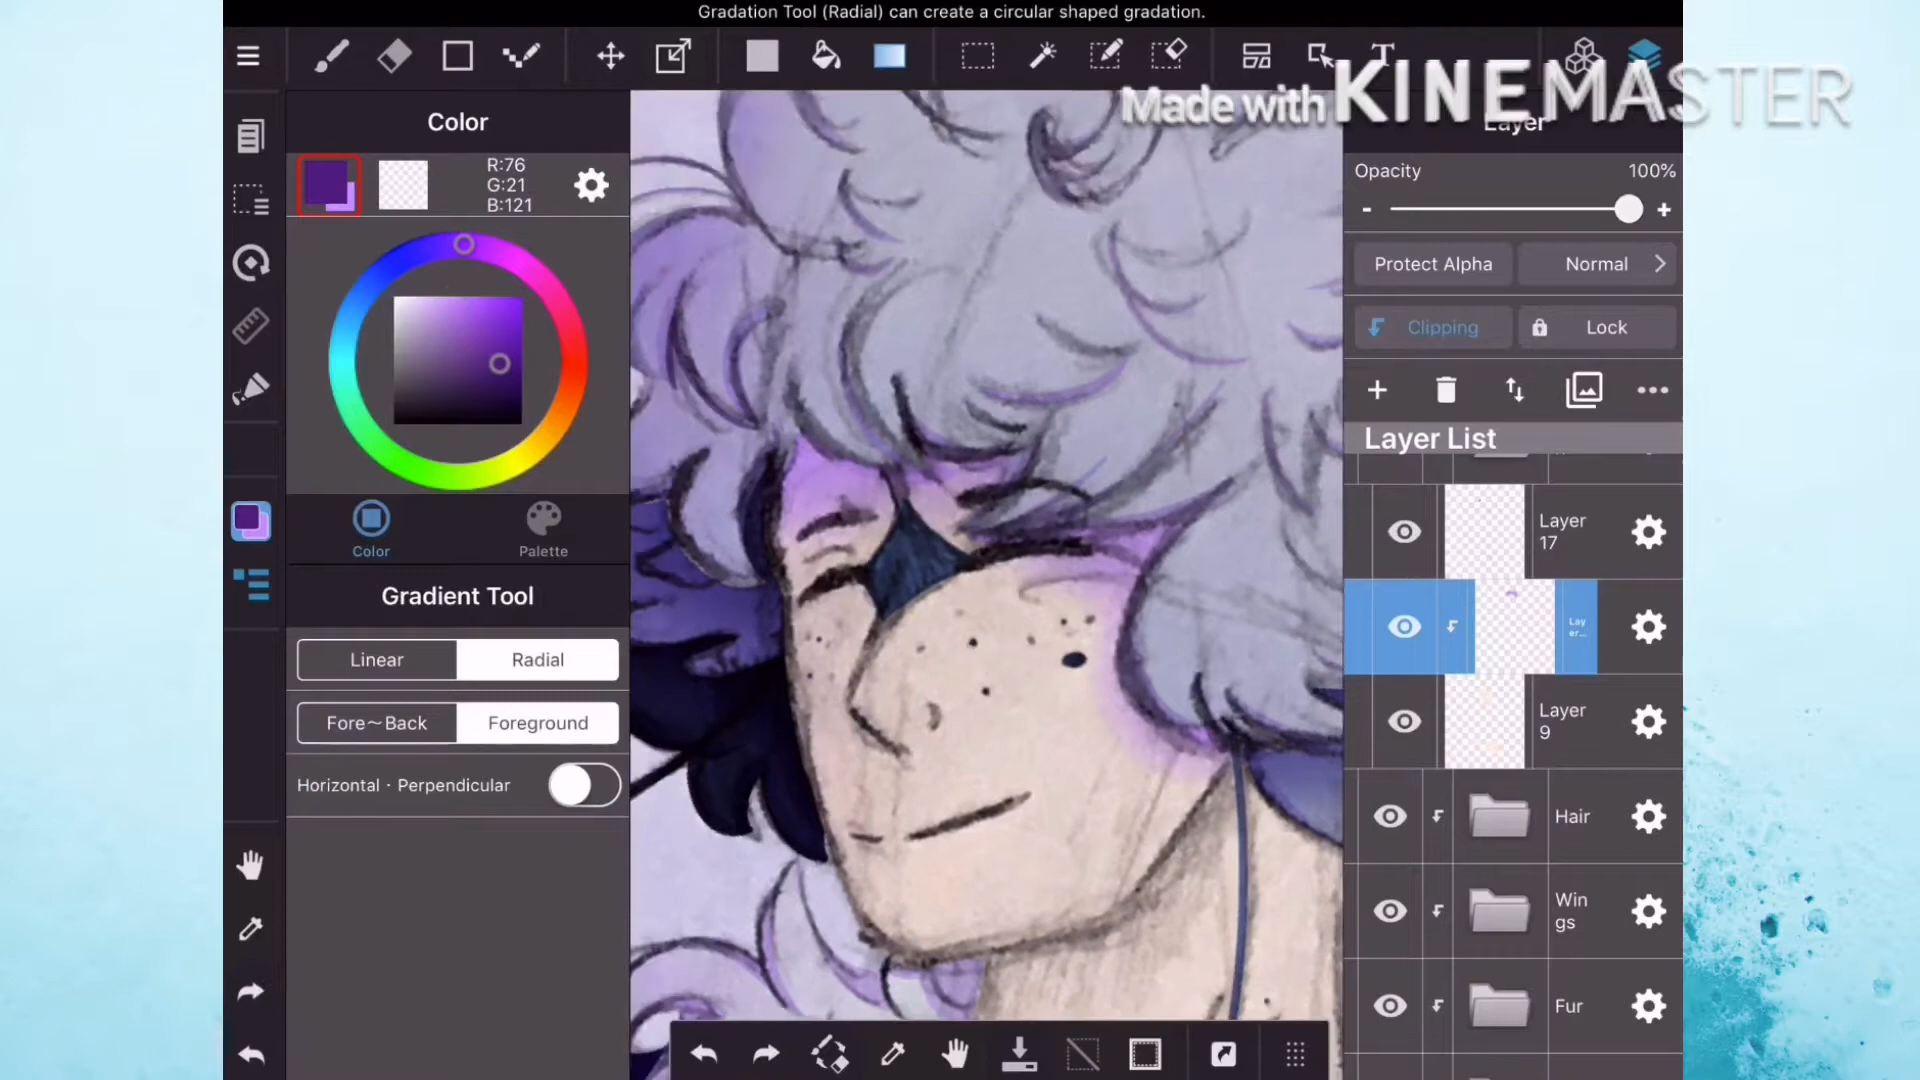 Gradation Tool (Radial) can create a circular shaped gradation.
T
Made with KINEMASTER
Color
Layer
R:76
G:21
B:121
Opacity 100%
- +
Protect Alpha
Normal
Clipping
Lock
Layer List
Color
Palette
Layer
17
Gradient Tool
Lay
er...
Linear
Radial
Fore~Back
Foreground
Layer
9
Horizontal · Perpendicular
Hair
Win
gs
Fur